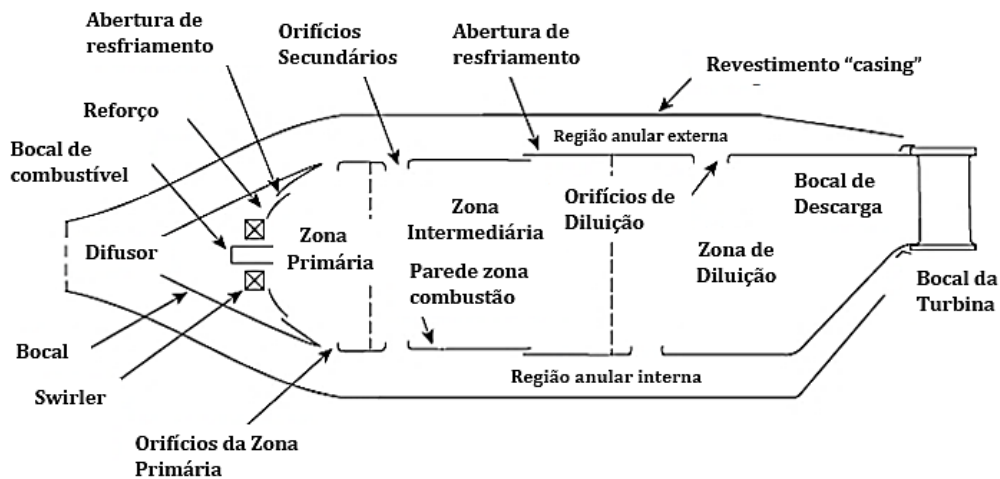 Abertura de
resfriamento
Orifícios
Secundários
Abertura de
resfriamento
Revestimento “casing”
Reforço
Bocal de
combustível
Região anular externa
Orifícios de
Diluição
Bocal de
Descarga
Zona
Intermediária
Zona
Primária
Difusor
Zona de
Diluição
Parede zona
combustão
Bocal da
Turbina
Bocal
Região anular interna
Swirler
Orifícios da Zona
Primária